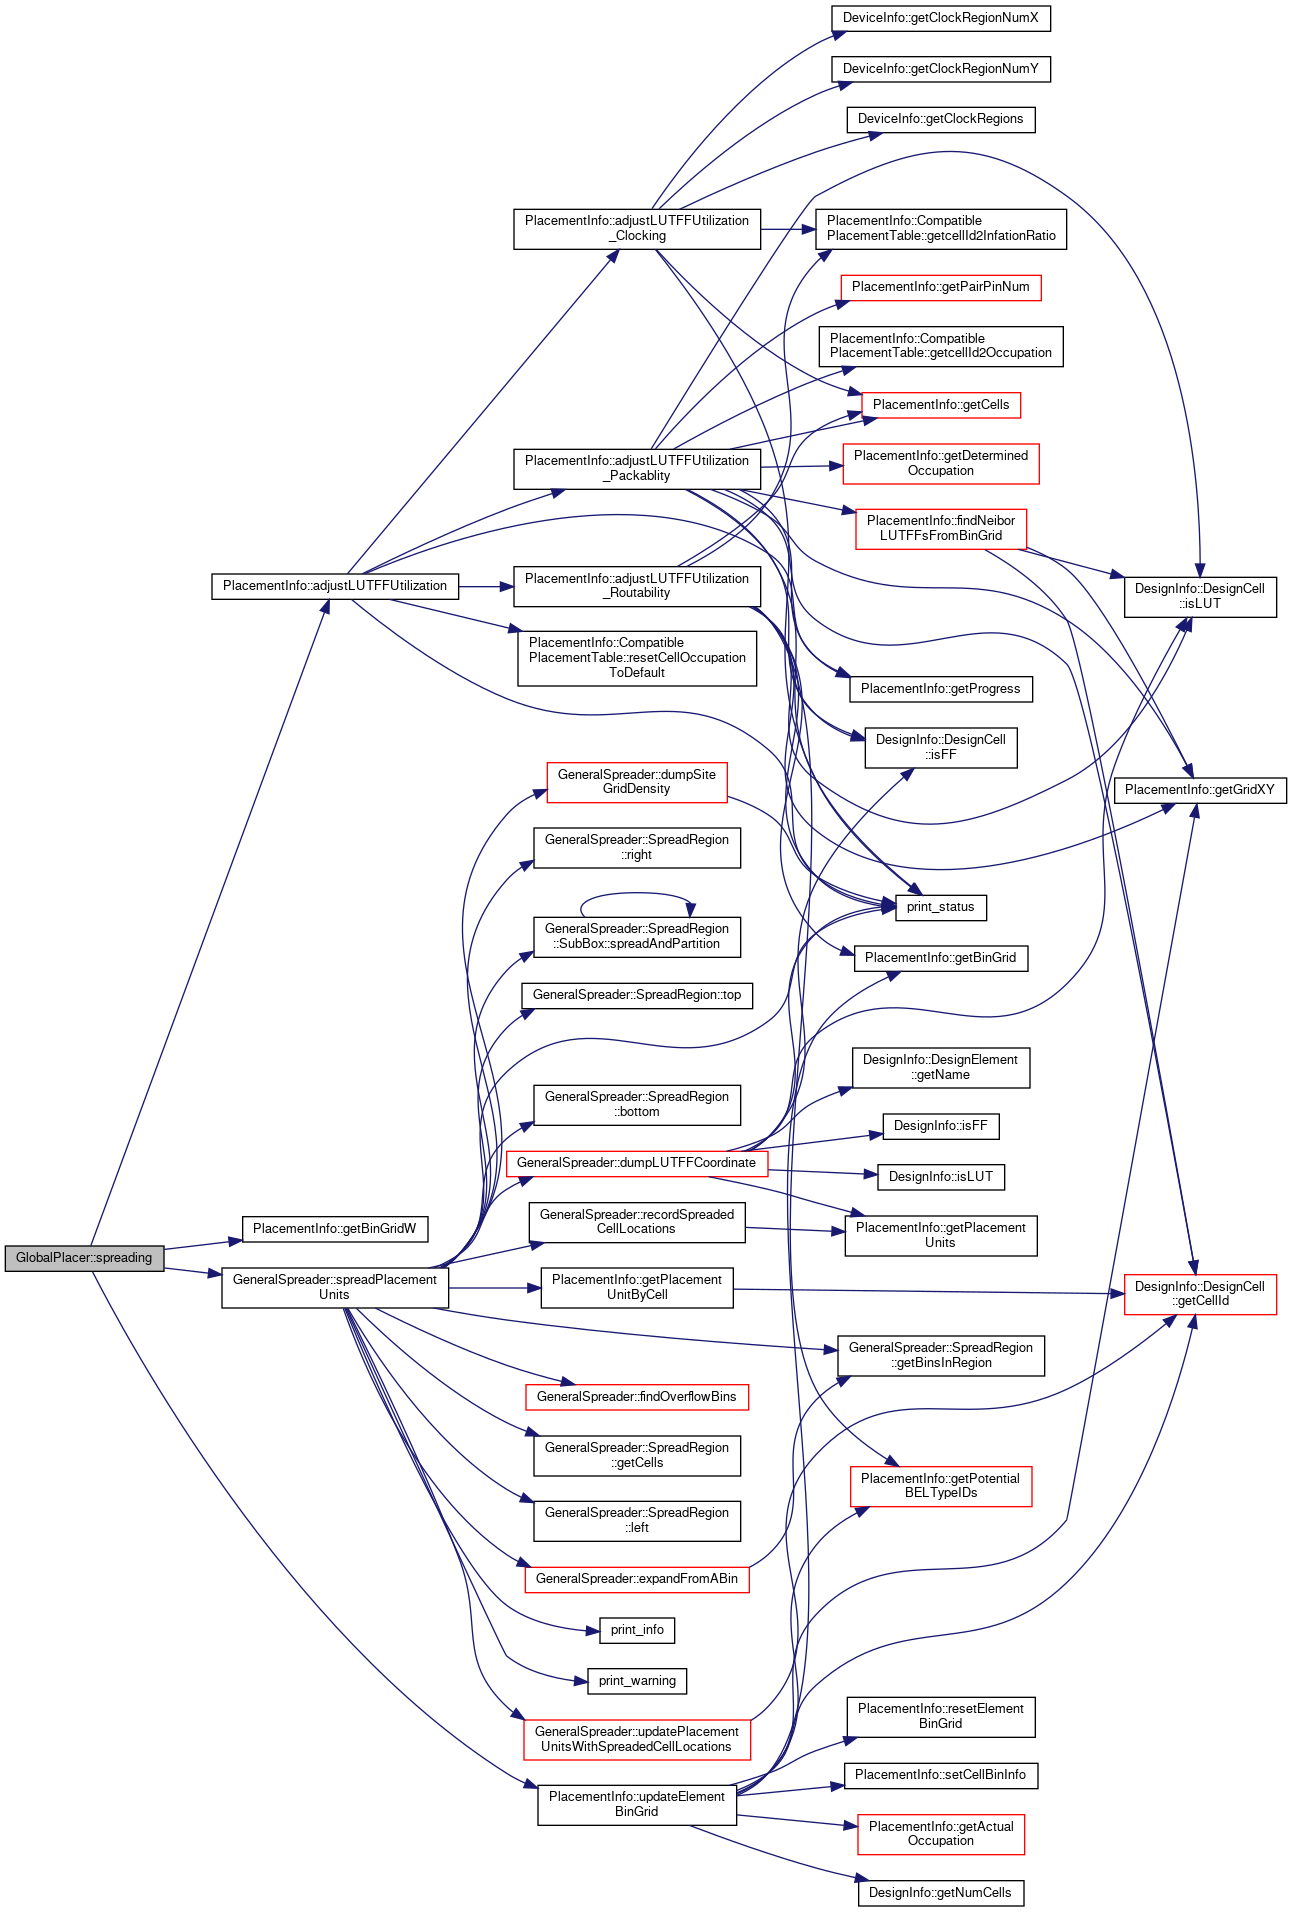 DeviceInfo::getClockRegionNumX
DeviceInfo::getClockRegionNumY
DeviceInfo::getClockRegions
PlacementInfo::adjustLUTFFUtilization
_Clocking
PlacementInfo::Compatible
PlacementTable::getcellId2InfationRatio
PlacementInfo::getPairPinNum
PlacementInfo::Compatible
PlacementTable::getcellId2Occupation
PlacementInfo::getCells
PlacementInfo::adjustLUTFFUtilization
_Packablity
PlacementInfo::getDetermined
Occupation
PlacementInfo::findNeibor
LUTFFsFromBinGrid
PlacementInfo::adjustLUTFFUtilization
PlacementInfo::adjustLUTFFUtilization
_Routability
DesignInfo::DesignCell
::isLUT
PlacementInfo::Compatible
PlacementTable::resetCellOccupation
ToDefault
PlacementInfo::getProgress
DesignInfo::DesignCell
::isFF
GeneralSpreader::dumpSite
GridDensity
PlacementInfo::getGridXY
GeneralSpreader::SpreadRegion
::right
print_status
GeneralSpreader::SpreadRegion
::SubBox::spreadAndPartition
PlacementInfo::getBinGrid
GeneralSpreader::SpreadRegion::top
DesignInfo::DesignElement
::getName
GeneralSpreader::SpreadRegion
::bottom
DesignInfo::isFF
GeneralSpreader::dumpLUTFFCoordinate
DesignInfo::isLUT
PlacementInfo::getBinGridW
GeneralSpreader::recordSpreaded
CellLocations
PlacementInfo::getPlacement
Units
GlobalPlacer::spreading
GeneralSpreader::spreadPlacement
Units
PlacementInfo::getPlacement
UnitByCell
DesignInfo::DesignCell
::getCellId
GeneralSpreader::SpreadRegion
::getBinsInRegion
GeneralSpreader::findOverflowBins
GeneralSpreader::SpreadRegion
::getCells
PlacementInfo::getPotential
BELTypeIDs
GeneralSpreader::SpreadRegion
::left
GeneralSpreader::expandFromABin
print_info
print_warning
GeneralSpreader::updatePlacement
UnitsWithSpreadedCellLocations
PlacementInfo::resetElement
BinGrid
PlacementInfo::setCellBinInfo
PlacementInfo::updateElement
BinGrid
PlacementInfo::getActual
Occupation
DesignInfo::getNumCells